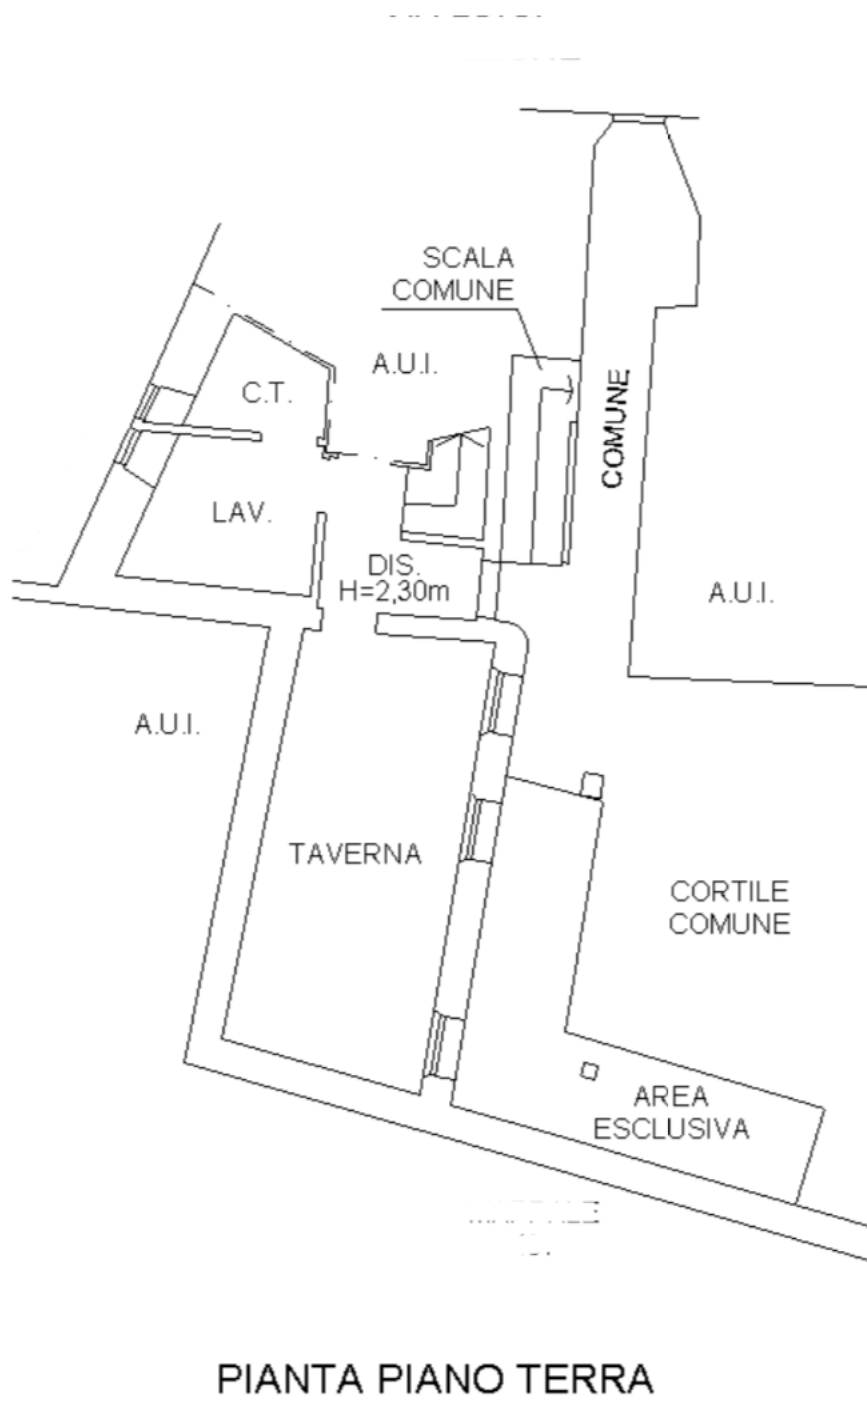 SCALA
COMUNE
A.U.I.
C.T.
COMUNE
LAV.
DIS.
H=2,30m
A.U.I.
A.U.I.
TAVERNA
CORTILE
COMUNE
AREA
ESCLUSIVA
PIANTA PIANO TERRA